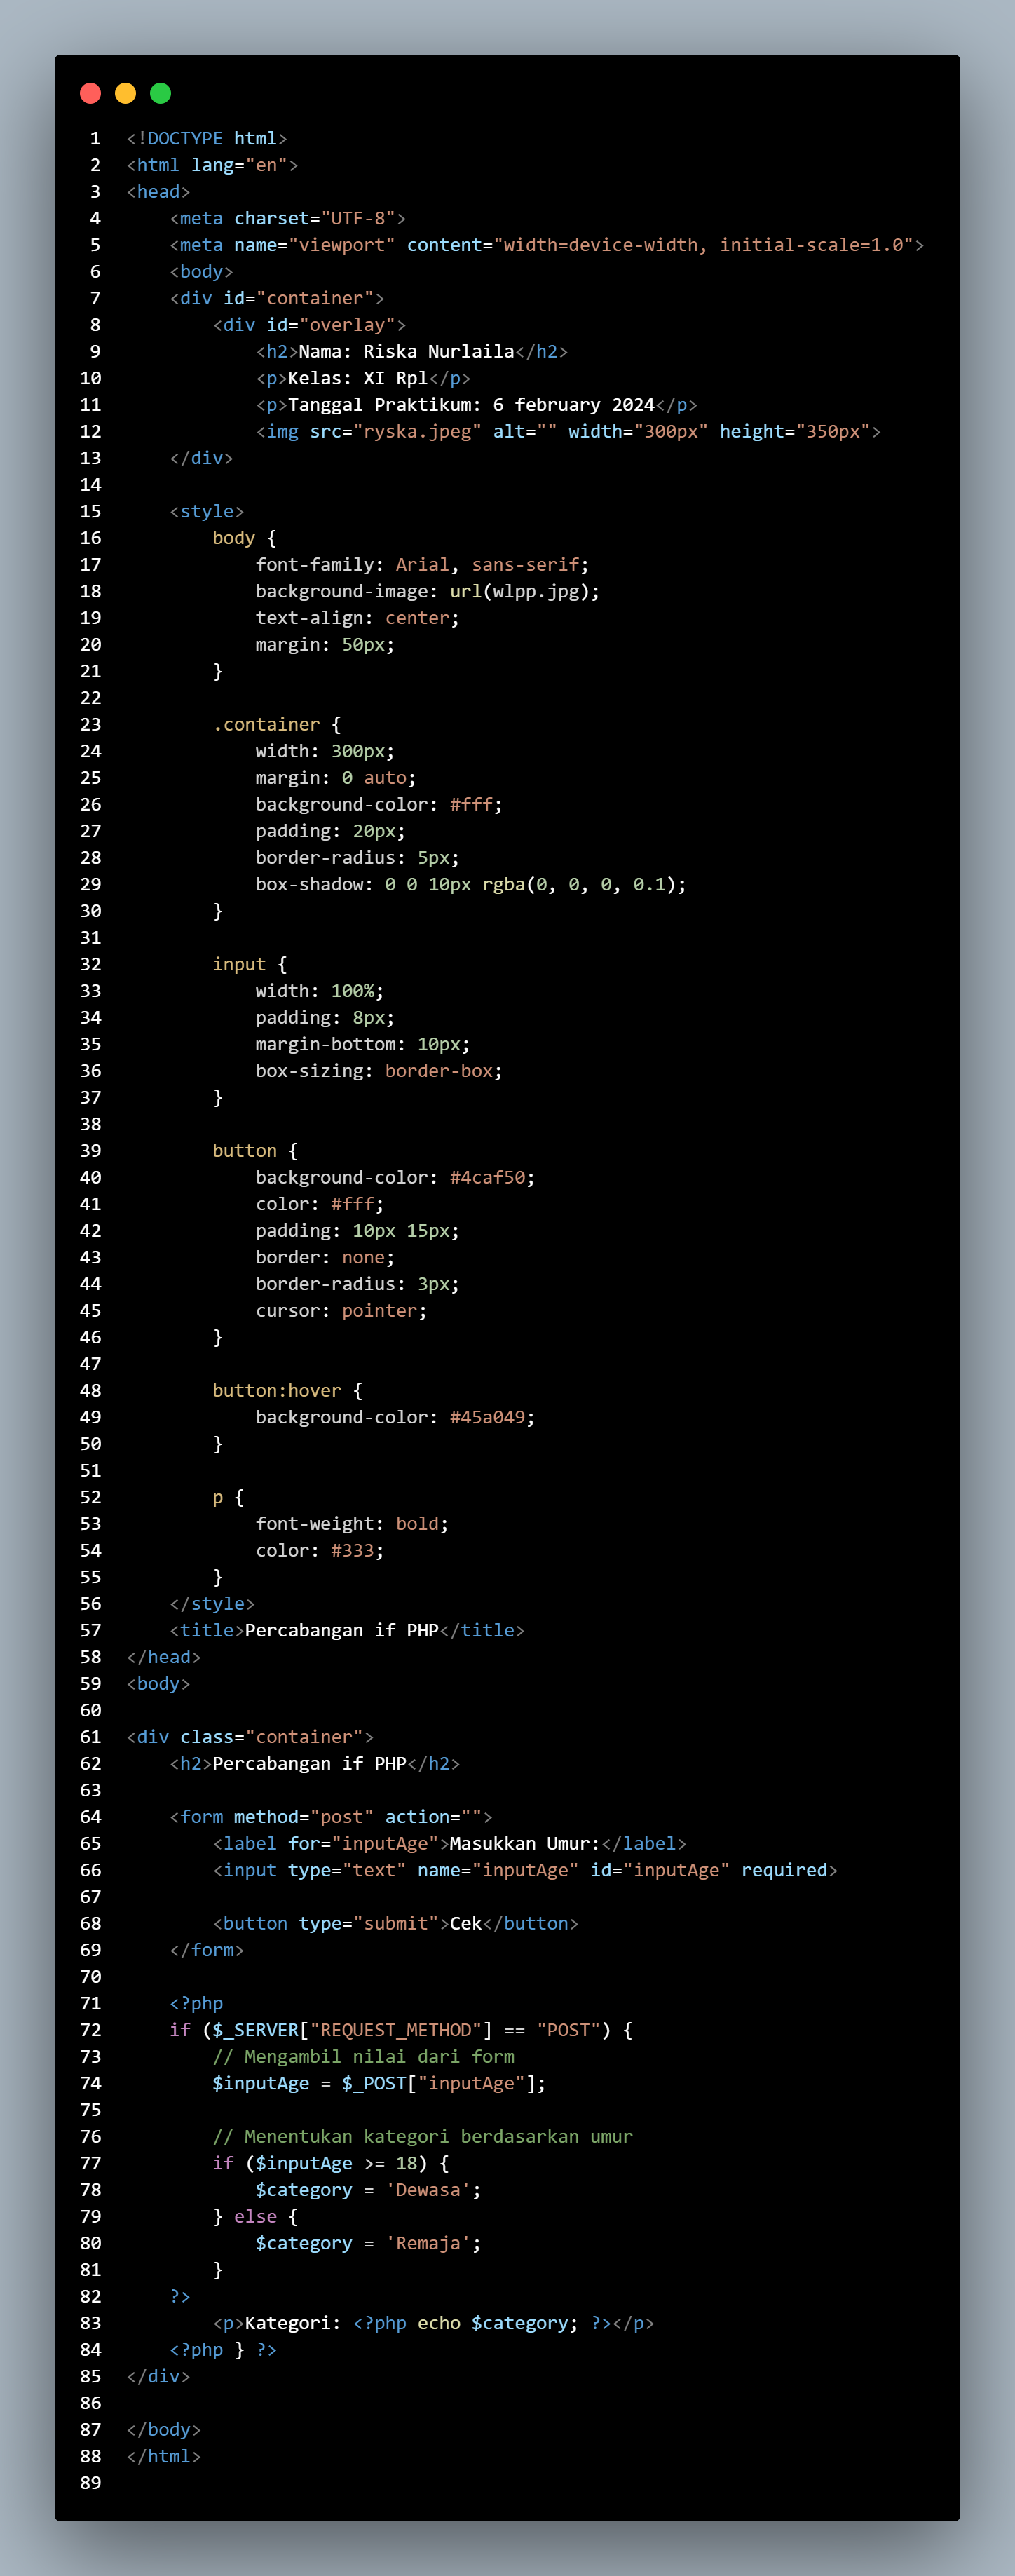 1 <!DOCTYPE html>
2 <html lang="en">
3 <head>
4     <meta charset="UTF-8">
5     <meta name="viewport" content="width=device-width, initial-scale=1.0">
6     <body>
7     <div id="container">
8         <div id="overlay">
9             <h2>Nama: Riska Nurlaila</h2>
10             <p>Kelas: XI Rpl</p>
11             <p>Tanggal Praktikum: 6 february 2024</p>
12             <img src="ryska.jpeg" alt="" width="300px" height="350px">
13     </div>
14
15     <style>
16         body {
17             font-family: Arial, sans-serif;
18             background-image: url(wlpp.jpg);
19             text-align: center;
20             margin: 50px;
21         }
22
23         .container {
24             width: 300px;
25             margin: 0 auto;
26             background-color: #fff;
27             padding: 20px;
28             border-radius: 5px;
29             box-shadow: 0 0 10px rgba(0, 0, 0, 0.1);
30         }
31
32         input {
33             width: 100%;
34             padding: 8px;
35             margin-bottom: 10px;
36             box-sizing: border-box;
37         }
38
39         button {
40             background-color: #4caf50;
41             color: #fff;
42             padding: 10px 15px;
43             border: none;
44             border-radius: 3px;
45             cursor: pointer;
46         }
47
48         button:hover {
49             background-color: #45a049;
50         }
51
52         p {
53             font-weight: bold;
54             color: #333;
55         }
56     </style>
57     <title>Percabangan if PHP</title>
58 </head>
59 <body>
60
61 <div class="container">
62     <h2>Percabangan if PHP</h2>
63
64     <form method="post" action="">
65         <label for="inputAge">Masukkan Umur:</label>
66         <input type="text" name="inputAge" id="inputAge" required>
67
68         <button type="submit">Cek</button>
69     </form>
70
71     <?php
72     if ($_SERVER["REQUEST_METHOD"] == "POST") {
73         // Mengambil nilai dari form
74         $inputAge = $_POST["inputAge"];
75
76         // Menentukan kategori berdasarkan umur
77         if ($inputAge >= 18) {
78             $category = 'Dewasa';
79         } else {
80             $category = 'Remaja';
81         }
82     ?>
83         <p>Kategori: <?php echo $category; ?></p>
84     <?php } ?>
85 </div>
86
87 </body>
88 </html>
89